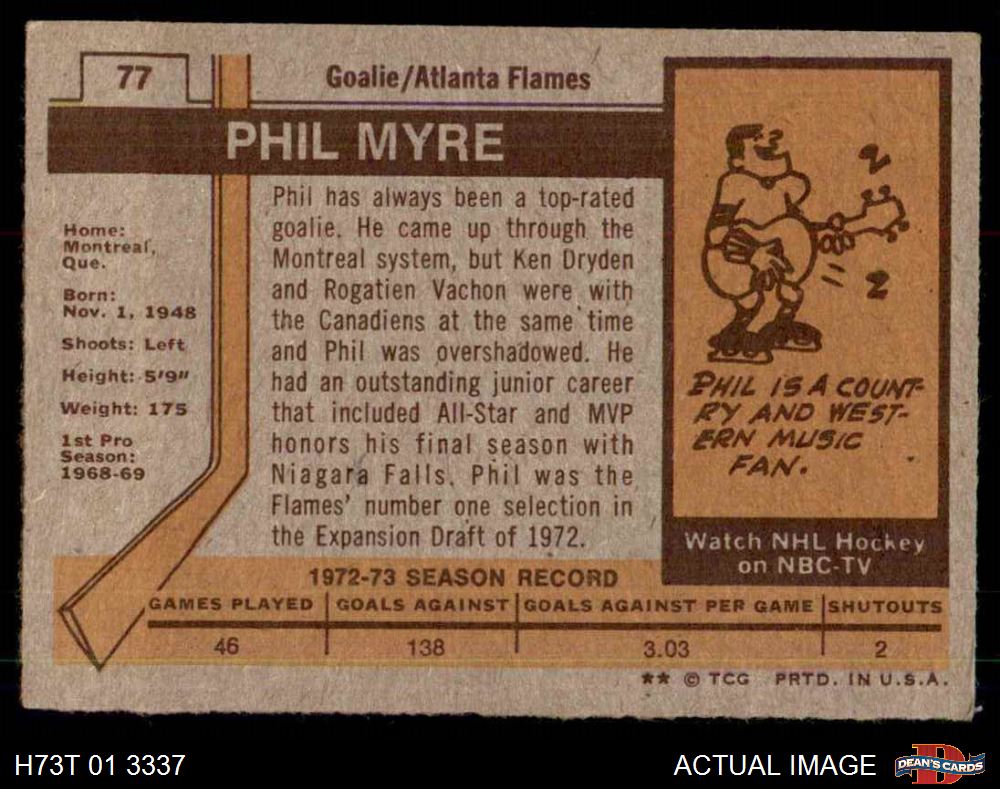 77
Goalie/Atlanta Flames
PHIL MYRE
Home:
Montreal,
Que.
Born:
Nov. 1, 1948
Shoots: Left
Height: 5'9"
Weight: 175
1st Pro
Season:
1968-69
Phil has always been a top-rated
goalie. He came up through the
Montreal system, but Ken Dryden
and Rogatien Vachon were with
the Canadiens at the same time
and Phil was overshadowed. He
had an outstanding junior career
that included All-Star and MVP
honors his final season with
Niagara Falls. Phil was the
Flames' number one selection in
the Expansion Draft of 1972.
PHIL IS A COUNT-
RY AND WEST-
ERN MUSIC
FAN.
Watch NHL Hockey
on NBC-TV
1972-73 SEASON RECORD
GAMES PLAYED GOALS AGAINST GOALS AGAINST PER GAME SHUTOUTS
46 138 3.03 2
** © TCG PRTD. IN U.S.A.
H73T 01 3337
ACTUAL IMAGE
D
DEAN'S CARDS